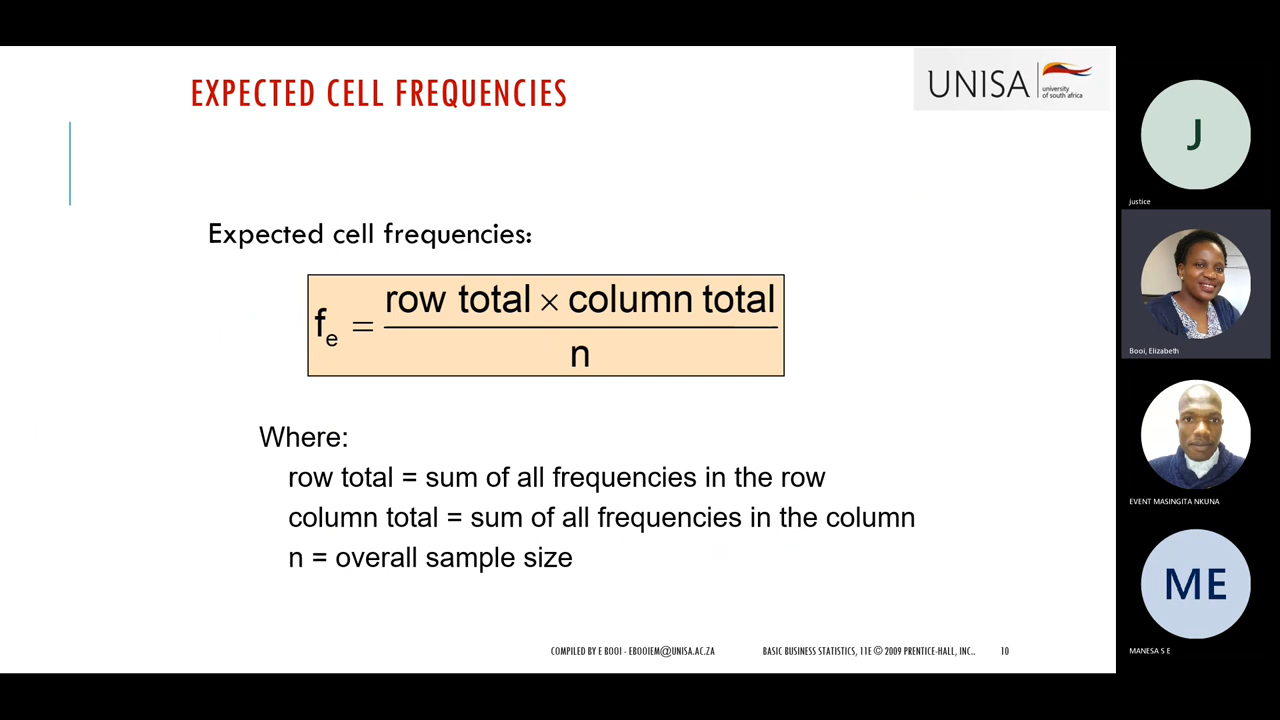 EXPECTED CELL FREQUENCIES
UNISA
university
of south africa
Expected cell frequencies:
fe = row total × column total
n
Where:
row total = sum of all frequencies in the row
column total = sum of all frequencies in the column
n = overall sample size
COMPILED BY E BOOI - EBOOIEM@UNISA.AC.ZA
BASIC BUSINESS STATISTICS, 11E © 2009 PRENTICE-HALL, INC..
10
J
justice
Booi, Elizabeth
EVENT MASINGITA NKUNA
ME
MANESA S E